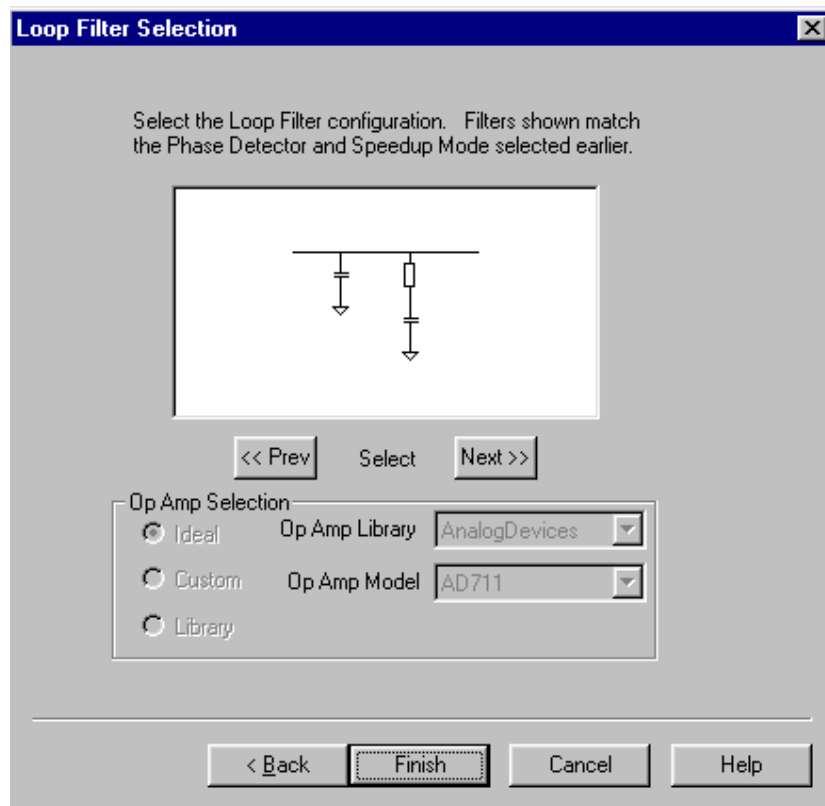 Loop Filter Selection
Select the Loop Filter configuration. Filters shown match
the Phase Detector and Speedup Mode selected earlier.
<< Prev Select Next >>
Op Amp Selection
Ideal Op Amp Library AnalogDevices
Custom Op Amp Model AD711
Library
< Back Finish Cancel Help